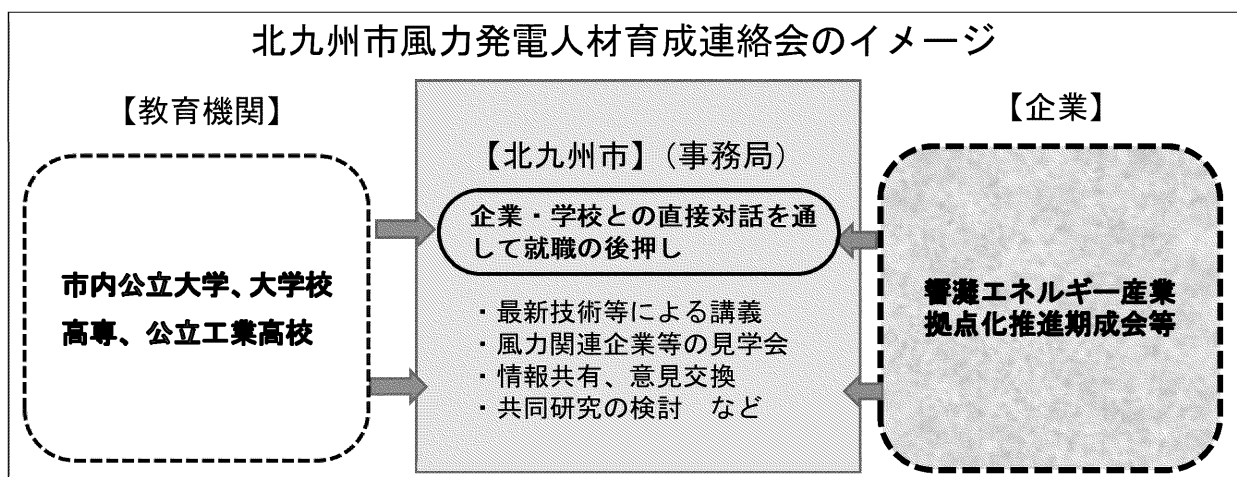 北九州市風力発電人材育成連絡会のイメージ
【教育機関】
市内公立大学、大学校
高専、公立工業高校
【北九州市】(事務局)
企業・学校との直接対話を通
して就職の後押し
・最新技術等による講義
・風力関連企業等の見学会
・情報共有、意見交換
・共同研究の検討　など
【企業】
響灘エネルギー産業
拠点化推進期成会等